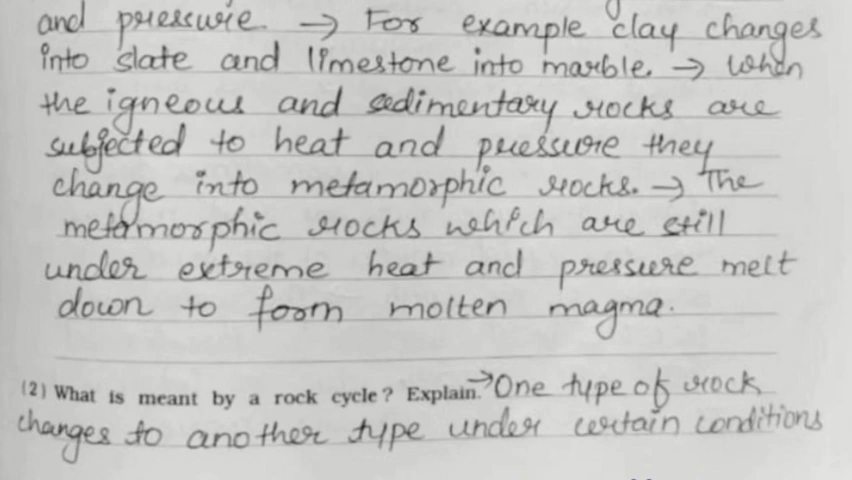 and pressure. → For example clay changes
into slate and limestone into marble. → When
the igneous and sedimentary rocks are
subjected to heat and pressure they
change into metamorphic rocks. → The
metamorphic rocks which are still
under extreme heat and pressure melt
down to form molten magma.
(2) What is meant by a rock cycle? Explain. → One type of rock
changes to another type under certain conditions